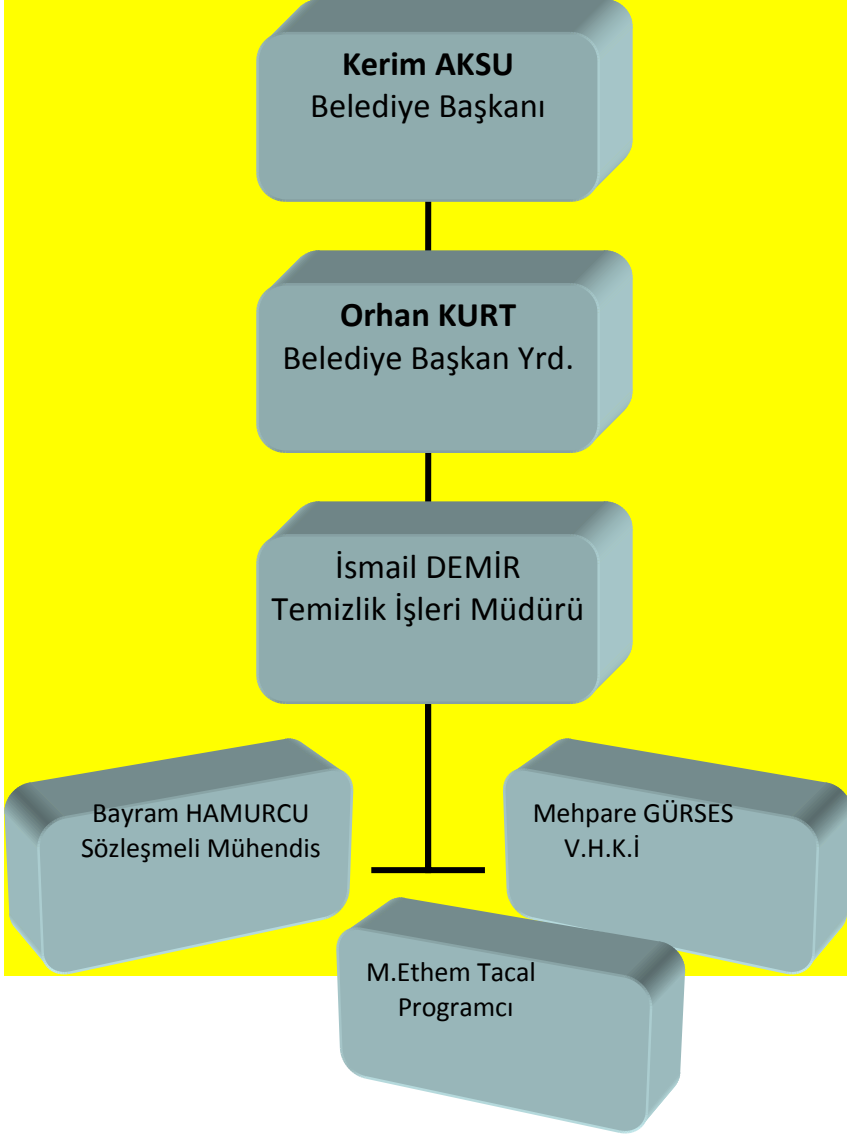 Kerim AKSU
Belediye Başkanı
Orhan KURT
Belediye Başkan Yrd.
İsmail DEMİR
Temizlik İşleri Müdürü
Bayram HAMURCU
Sözleşmeli Mühendis
Mehpare GÜRSES
V.H.K.İ
M.Ethem Tacal
Programcı